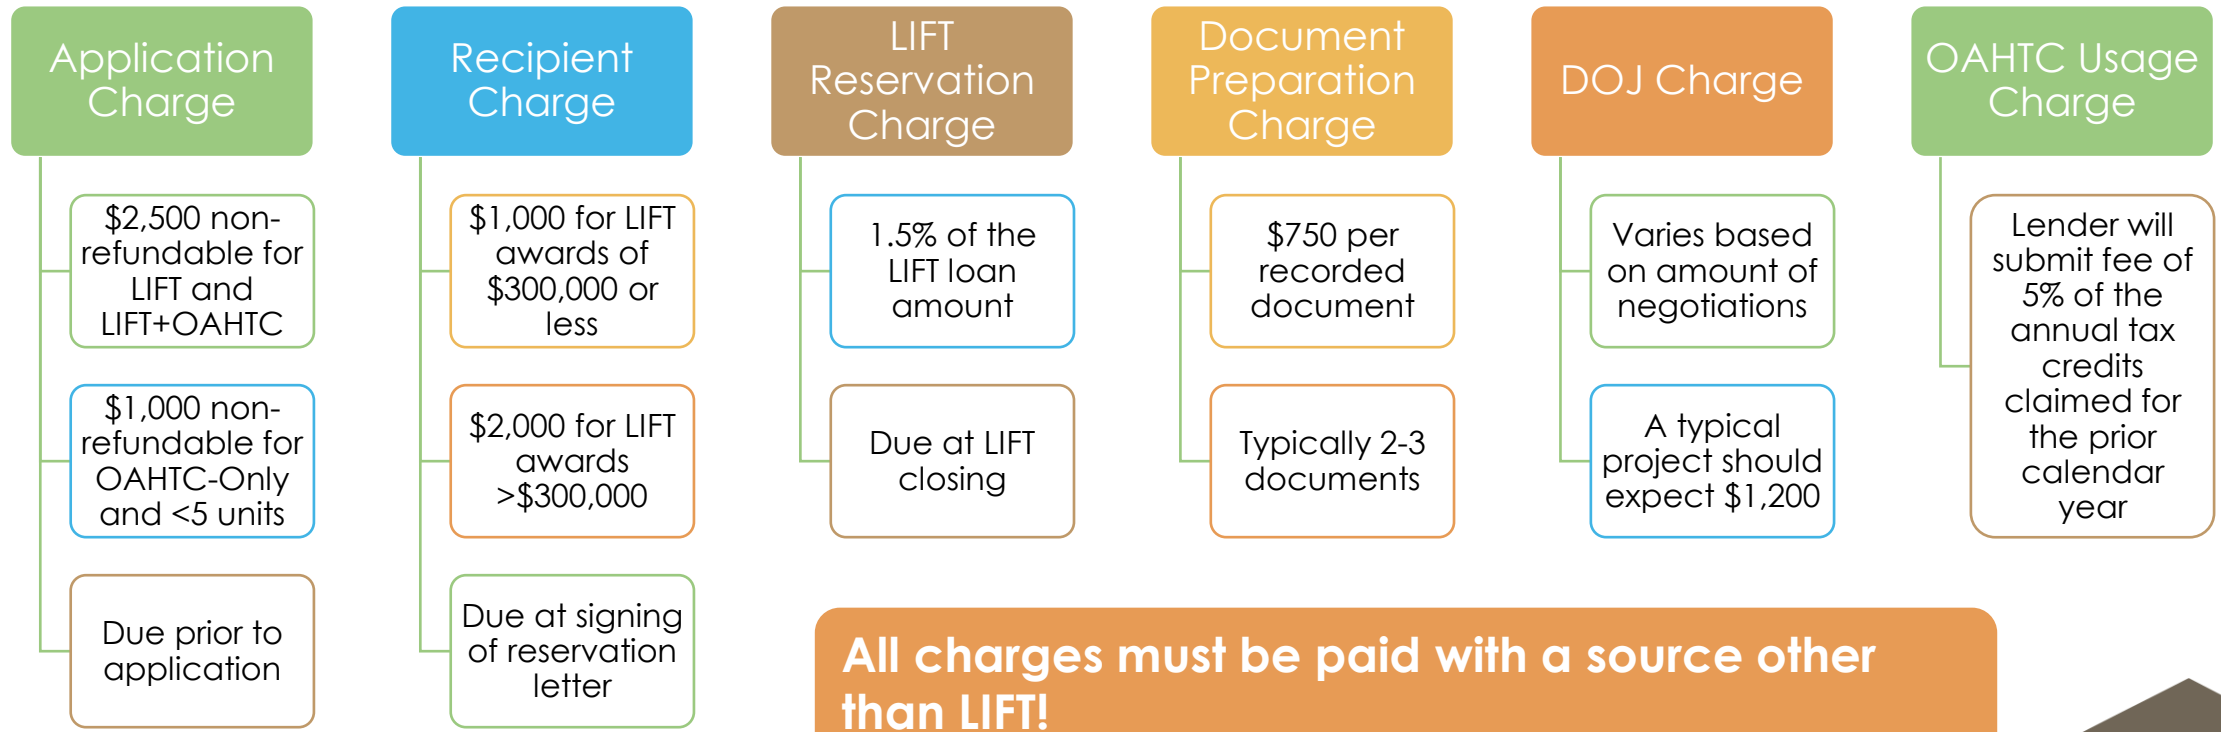 Application
Charge
$2,500 non-
refundable for
LIFT and
LIFT+OAHTC
$1,000 non-
refundable for
OAHTC-Only
and <5 units
Due prior to
application
Recipient
Charge
$1,000 for LIFT
awards of
$300,000 or
less
$2,000 for LIFT
awards
>$300,000
Due at signing
of reservation
letter
LIFT
Reservation
Charge
1.5% of the
LIFT loan
amount
Due at LIFT
closing
Document
Preparation
Charge
$750 per
recorded
document
Typically 2-3
documents
DOJ Charge
Varies based
on amount of
negotiations
A typical
project should
expect $1,200
OAHTC Usage
Charge
Lender will
submit fee of
5% of the
annual tax
credits
claimed for
the prior
calendar
year
All charges must be paid with a source other
than LIFT!